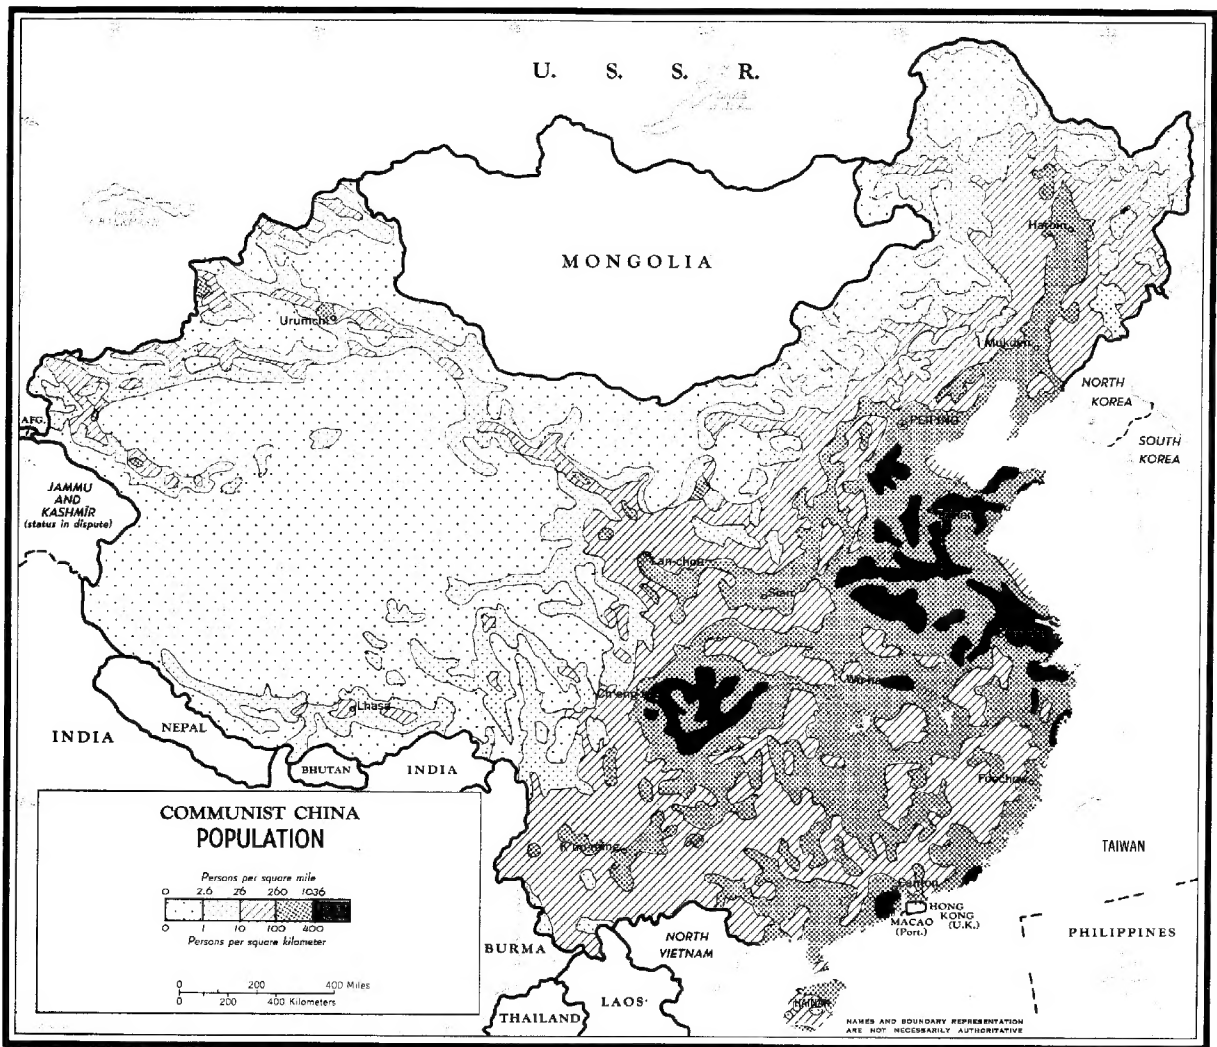 U. S. S. R.
MONGOLIA
Harbin
Urumchi
Mukden
NORTH
KOREA
AFG.
PEIPING
SOUTH
KOREA
JAMMU
AND
KASHMIR
(status in dispute)
Lan-chou
Sian
Ch'eng-tu
Wu-han
Lhasa
NEPAL
INDIA
BHUTAN
INDIA
Foochow
COMMUNIST CHINA
POPULATION
Persons per square mile
0 2.6 26 260 1036
0 1 10 100 400
Persons per square kilometer
0 200 400 Miles
0 200 400 Kilometers
K'un-ming
TAIWAN
Canton
HONG
KONG
(U.K.)
MACAO
(Port.)
BURMA
NORTH
VIETNAM
PHILIPPINES
LAOS
HAINAN
THAILAND
NAMES AND BOUNDARY REPRESENTATION
ARE NOT NECESSARILY AUTHORITATIVE